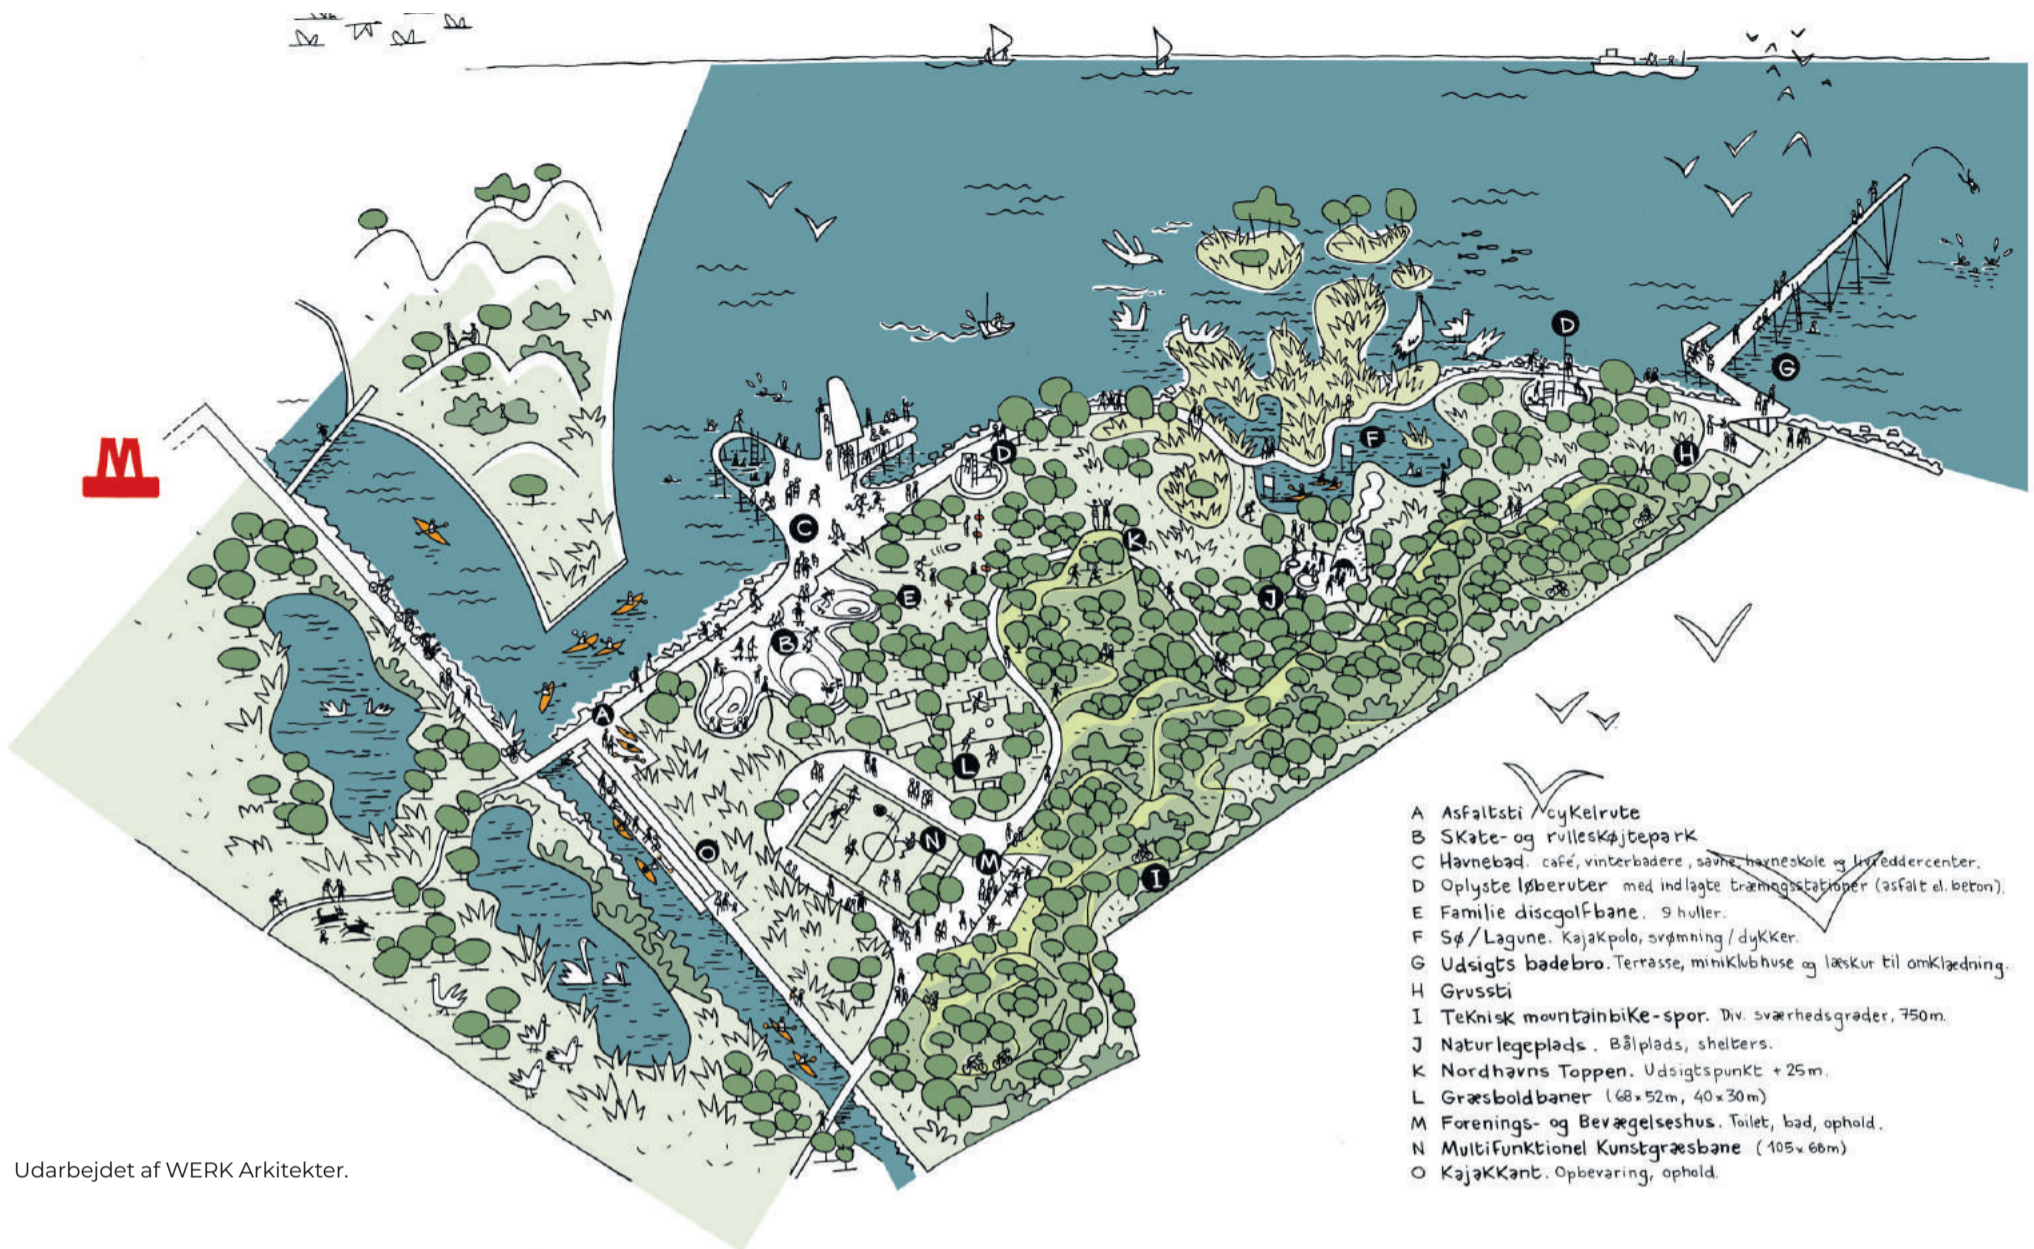 M
D
G
F
D
H
C
K
E
J
B
A
L
N
O
M
I
A Asfaltsti / cykelrute
B Skate- og rulleskøjtepark
C Havnebad. café, vinterbadere, sauna, havneskole og livreddercenter.
D Oplyste løberuter med indlagte træningsstationer (asfalt el. beton).
E Familie discgolfbane. 9 huller.
F Sø/Lagune. Kajakpolo, svømning/dykker.
G Udsigts badebro. Terrasse, miniklubhuse og læskur til omklædning.
H Grussti
I Teknisk mountainbike-spor. Div. sværhedsgrader, 750m.
J Naturlegeplads. Bålplads, shelters.
K Nordhavns Toppen. Udsigtspunkt +25m.
L Græsboldbaner (68x52m, 40x30m)
M Forenings- og Bevægelseshus. Toilet, bad, ophold.
N Multifunktionel Kunstgræsbane (105x68m)
O Kajakkant. Opbevaring, ophold.
Udarbejdet af WERK Arkitekter.